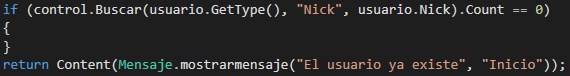 if (control.Buscar(usuario.GetType(), "Nick", usuario.Nick).Count == 0)
{
}
return Content(Mensaje.mostrarmensaje("El usuario ya existe", "Inicio"));